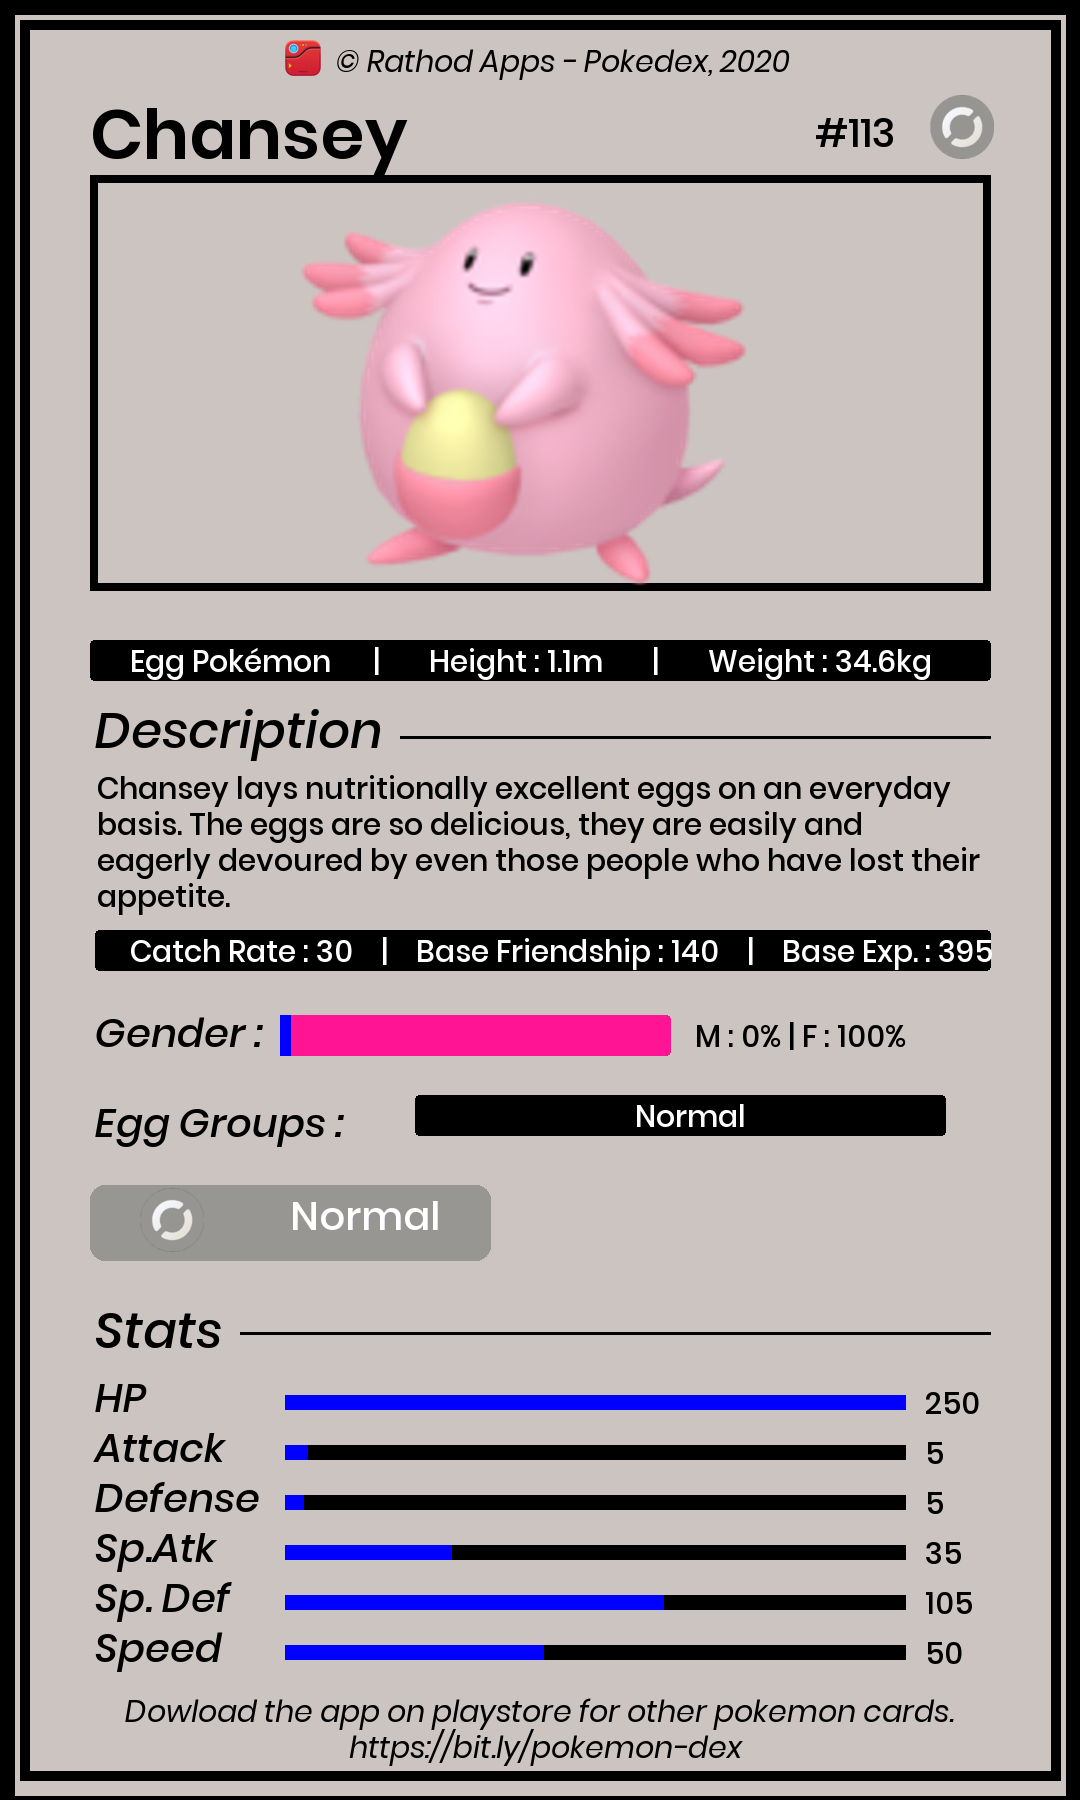 © Rathod Apps - Pokedex, 2020
Chansey #113
Egg Pokémon | Height : 1.1m | Weight : 34.6kg
Description
Chansey lays nutritionally excellent eggs on an everyday
basis. The eggs are so delicious, they are easily and
eagerly devoured by even those people who have lost their
appetite.
Catch Rate : 30 | Base Friendship : 140 | Base Exp. : 395
Gender : M : 0% | F : 100%
Egg Groups : Normal
Normal
Stats
HP 250
Attack 5
Defense 5
Sp.Atk 35
Sp. Def 105
Speed 50
Dowload the app on playstore for other pokemon cards.
https://bit.ly/pokemon-dex